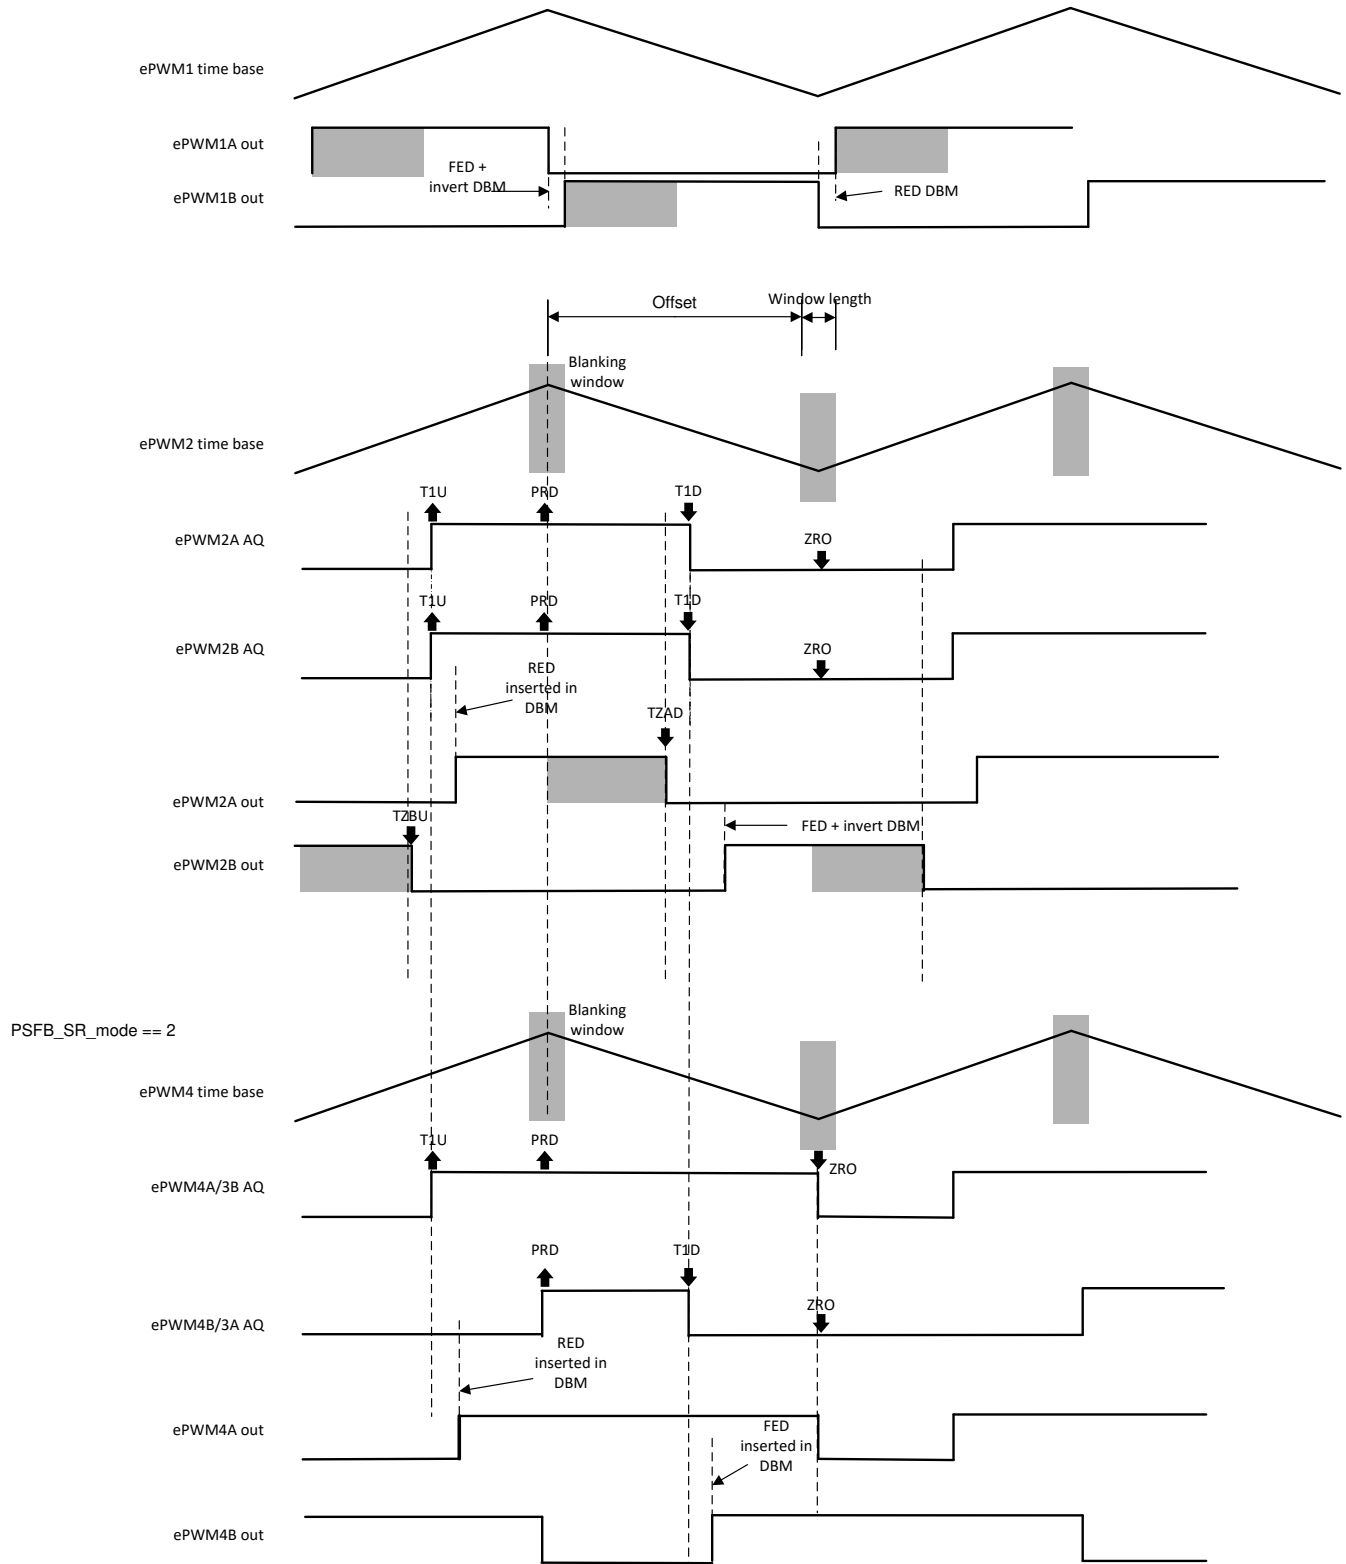 ePWM1 time base
ePWM1A out
FED +
invert DBM
ePWM1B out
RED DBM
Offset
Window length
Blanking
window
ePWM2 time base
T1U
PRD
T1D
ePWM2A AQ
ZRO
T1U
PRD
T1D
ePWM2B AQ
ZRO
RED
inserted in
DBM
TZAD
ePWM2A out
TZBU
FED + invert DBM
ePWM2B out
Blanking
window
PSFB_SR_mode == 2
ePWM4 time base
T1U
PRD
ZRO
ePWM4A/3B AQ
PRD
T1D
ZRO
ePWM4B/3A AQ
RED
inserted in
DBM
ePWM4A out
FED
inserted in
DBM
ePWM4B out